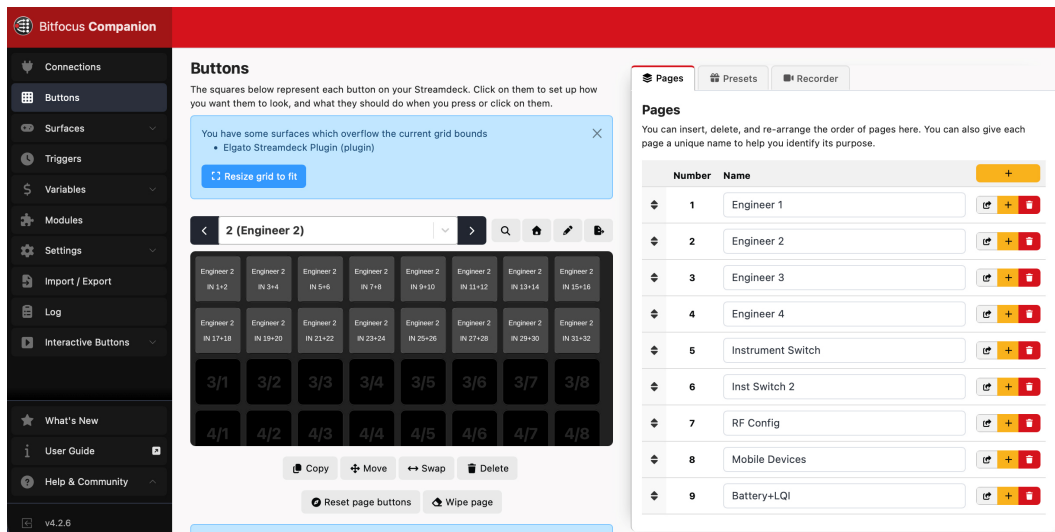 Bitfocus Companion
Connections
Buttons
Surfaces
Triggers
Variables
Modules
Settings
Import / Export
Log
Interactive Buttons
What's New
User Guide
Help & Community
v4.2.6
Buttons
The squares below represent each button on your Streamdeck. Click on them to set up how
you want them to look, and what they should do when you press or click on them.
You have some surfaces which overflow the current grid bounds
• Elgato Streamdeck Plugin (plugin)
Resize grid to fit
2 (Engineer 2)
Engineer 2 Engineer 2 Engineer 2 Engineer 2 Engineer 2 Engineer 2 Engineer 2 Engineer 2
IN 1+2 IN 3+4 IN 5+6 IN 7+8 IN 9+10 IN 11+12 IN 13+14 IN 15+16
Engineer 2 Engineer 2 Engineer 2 Engineer 2 Engineer 2 Engineer 2 Engineer 2 Engineer 2
IN 17+18 IN 19+20 IN 21+22 IN 23+24 IN 25+26 IN 27+28 IN 29+30 IN 31+32
3/1 3/2 3/3 3/4 3/5 3/6 3/7 3/8
4/1 4/2 4/3 4/4 4/5 4/6 4/7 4/8
Copy Move Swap Delete
Reset page buttons Wipe page
Pages Presets Recorder
Pages
You can insert, delete, and re-arrange the order of pages here. You can also give each
page a unique name to help you identify its purpose.
Number Name +
1 Engineer 1 +
2 Engineer 2 +
3 Engineer 3 +
4 Engineer 4 +
5 Instrument Switch +
6 Inst Switch 2 +
7 RF Config +
8 Mobile Devices +
9 Battery+LQI +